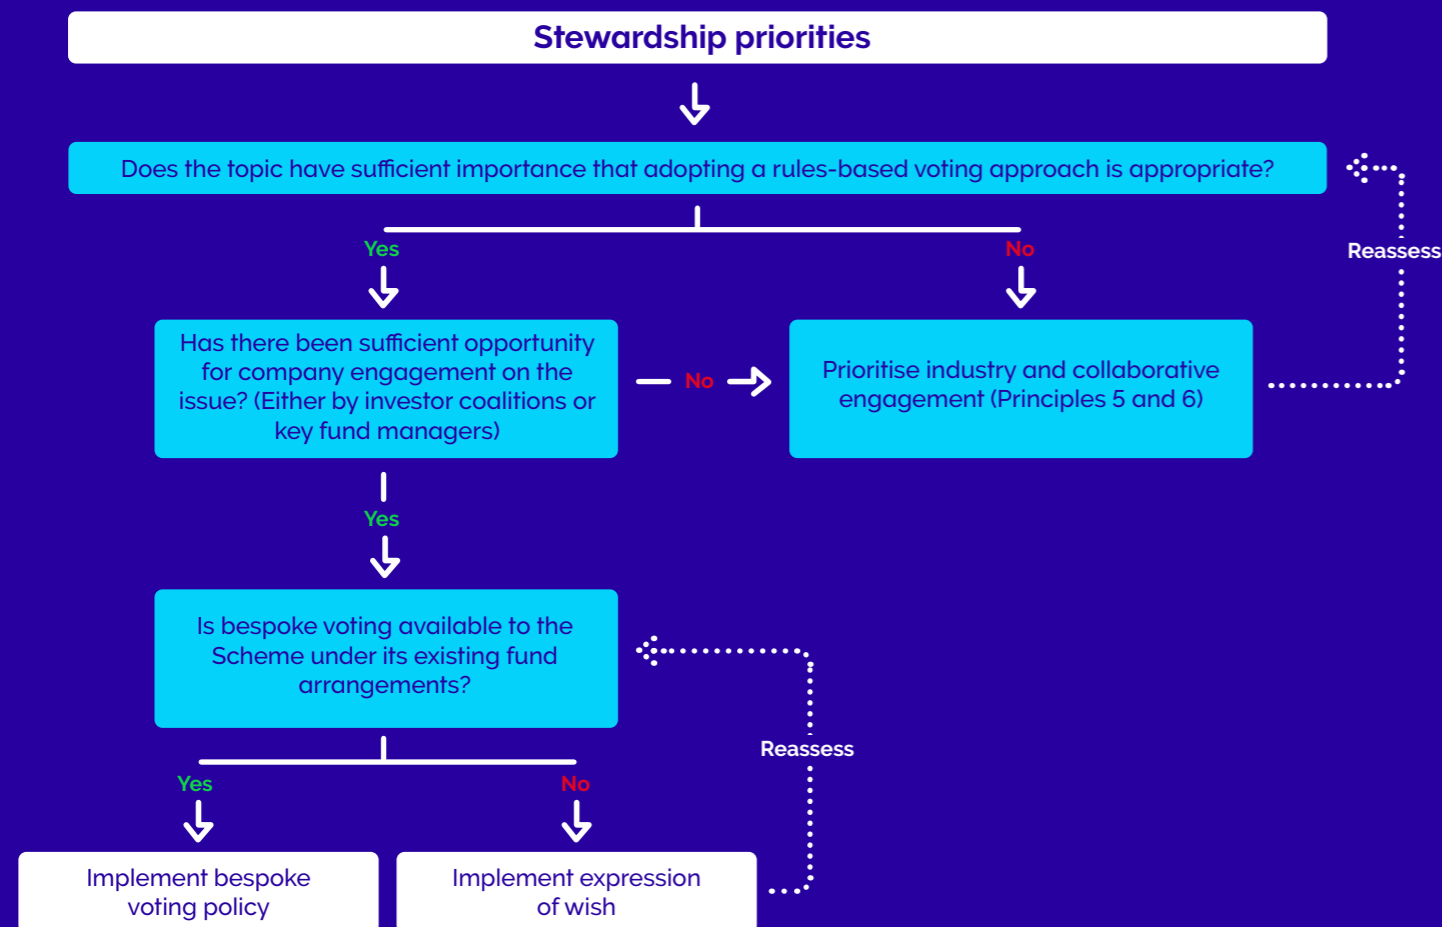 Stewardship priorities
Does the topic have sufficient importance that adopting a rules-based voting approach is appropriate?
Yes
No
Reassess
Has there been sufficient opportunity
for company engagement on the
issue? (Either by investor coalitions or
key fund managers)
No
Prioritise industry and collaborative
engagement (Principles 5 and 6)
Yes
Is bespoke voting available to the
Scheme under its existing fund
arrangements?
Reassess
Yes
No
Implement bespoke
voting policy
Implement expression
of wish